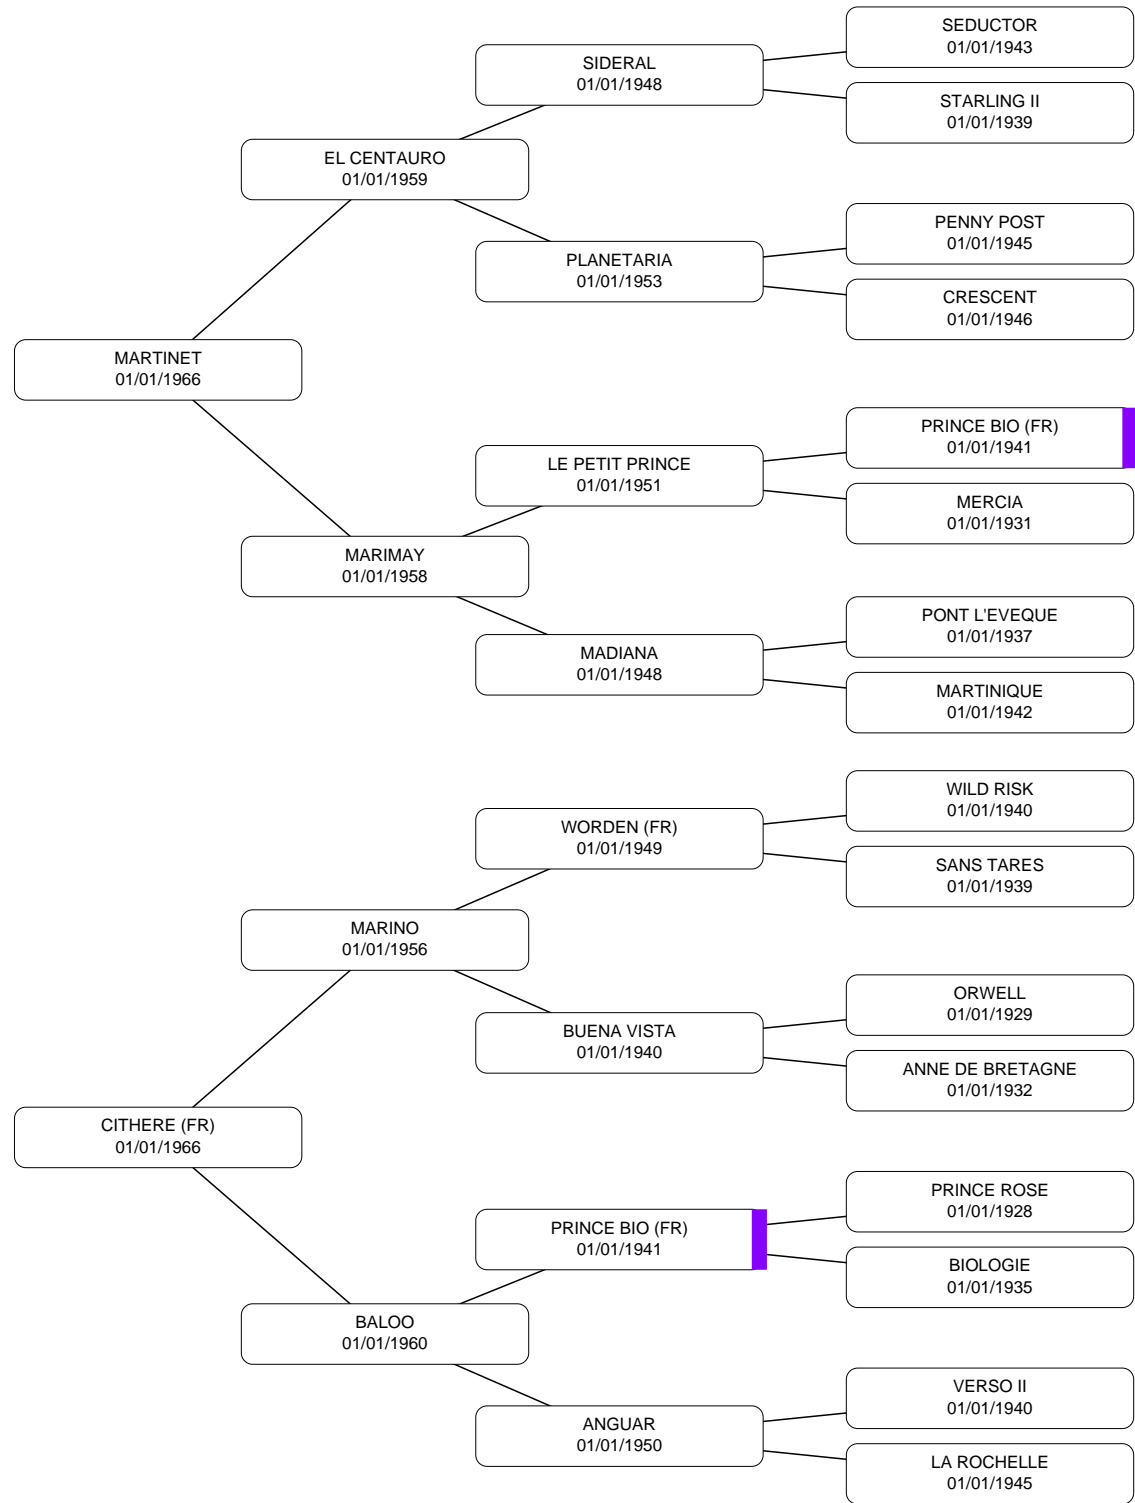 SEDUCTOR
01/01/1943
SIDERAL
01/01/1948
STARLING II
01/01/1939
EL CENTAURO
01/01/1959
PENNY POST
01/01/1945
PLANETARIA
01/01/1953
CRESCENT
01/01/1946
MARTINET
01/01/1966
PRINCE BIO (FR)
01/01/1941
LE PETIT PRINCE
01/01/1951
MERCIA
01/01/1931
MARIMAY
01/01/1958
PONT L'EVEQUE
01/01/1937
MADIANA
01/01/1948
MARTINIQUE
01/01/1942
WILD RISK
01/01/1940
WORDEN (FR)
01/01/1949
SANS TARES
01/01/1939
MARINO
01/01/1956
ORWELL
01/01/1929
BUENA VISTA
01/01/1940
ANNE DE BRETAGNE
01/01/1932
CITHERE (FR)
01/01/1966
PRINCE ROSE
01/01/1928
PRINCE BIO (FR)
01/01/1941
BIOLOGIE
01/01/1935
BALOO
01/01/1960
VERSO II
01/01/1940
ANGUAR
01/01/1950
LA ROCHELLE
01/01/1945